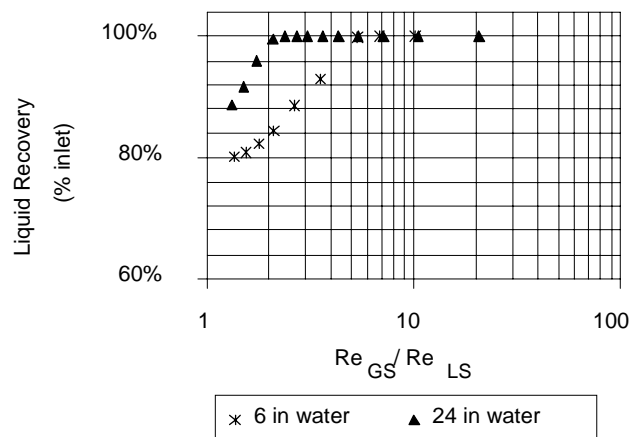 100%
80%
60%
Liquid Recovery
(% inlet)
1 10 100
Re GS/ Re LS
6 in water 24 in water